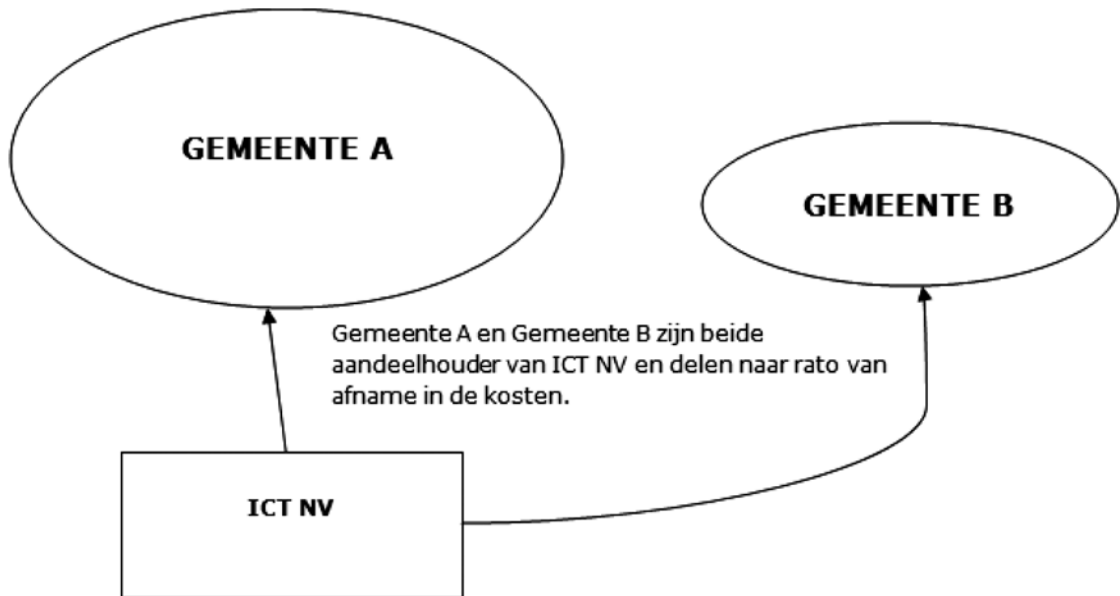 GEMEENTE A
GEMEENTE B
Gemeente A en Gemeente B zijn beide
aandeelhouder van ICT NV en delen naar rato van
afname in de kosten.
ICT NV